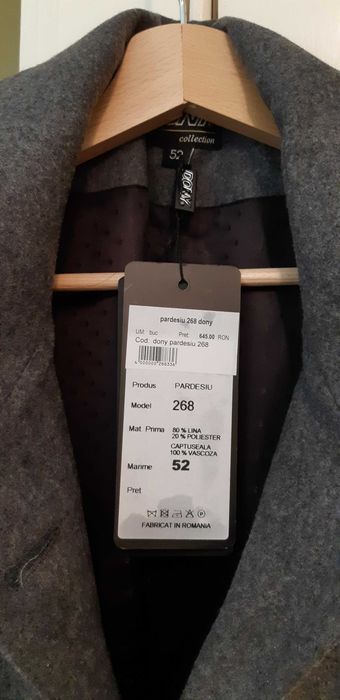 collection
52
pardesiu 268 dony
UM: buc Pret: 645.00 RON
Cod. dony pardesiu 268
Produs PARDESIU
Model 268
Mat. Prima 80 % LINA
20 % POLIESTER
CAPTUSEALA
100 % VASCOZA
Marime 52
Pret
FABRICAT IN ROMANIA